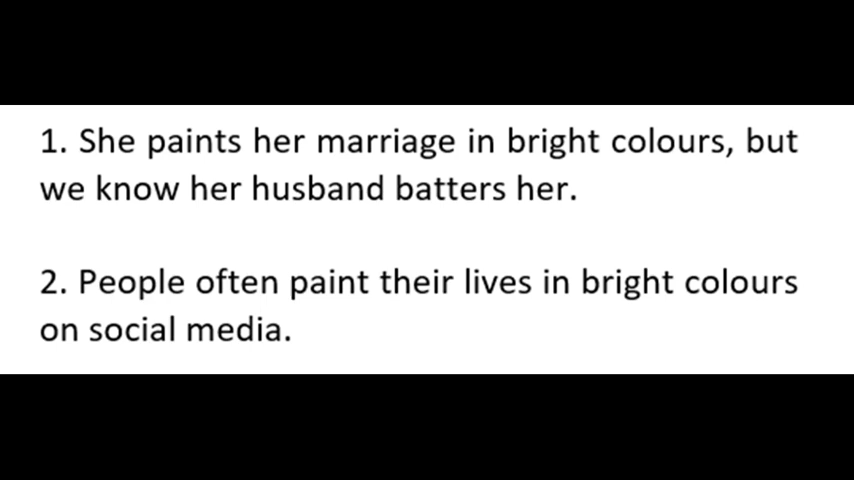 1. She paints her marriage in bright colours, but
we know her husband batters her.
2. People often paint their lives in bright colours
on social media.